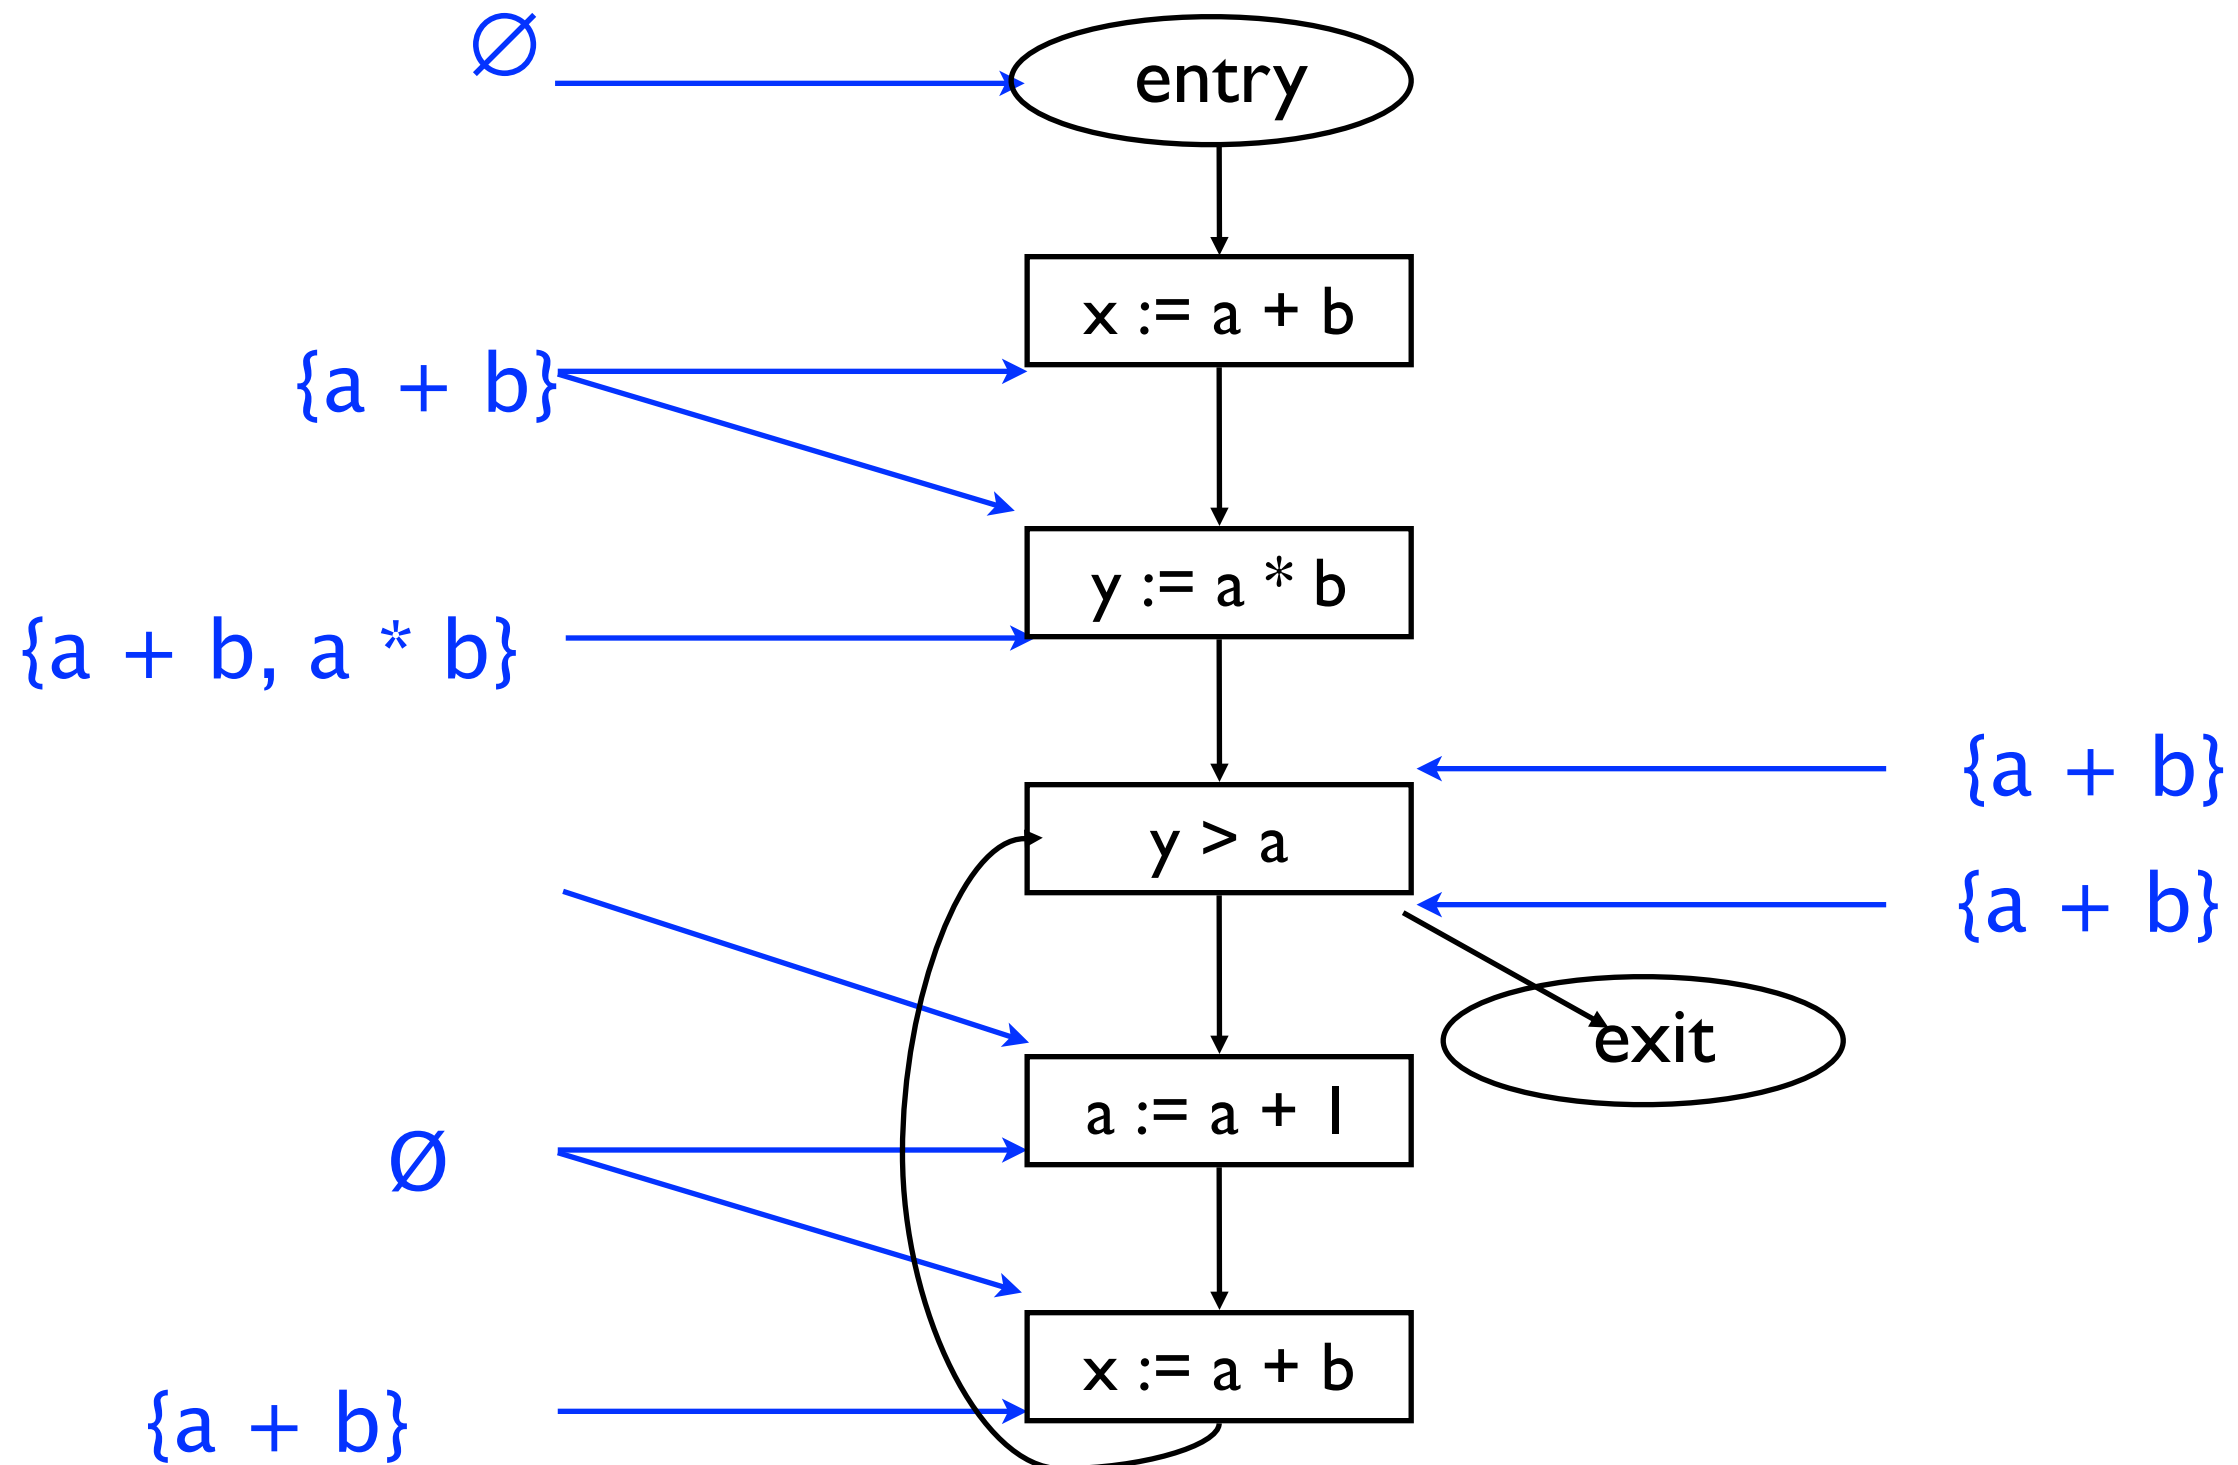 ∅
entry
x := a + b
{a + b}
y := a * b
{a + b, a * b}
{a + b}
y > a
{a + b}
exit
a := a + 1
Ø
x := a + b
{a + b}